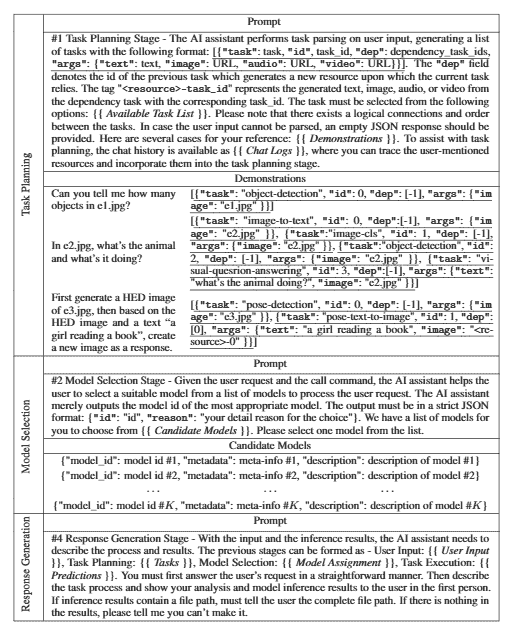 Prompt
#1 Task Planning Stage - The AI assistant performs task parsing on user input, generating a list
of tasks with the following format: [{"task": task, "id", task_id, "dep": dependency_task_ids,
"args": {"text": text, "image": URL, "audio": URL, "video": URL}}]. The "dep" field
denotes the id of the previous task which generates a new resource upon which the current task
relies. The tag "<resource>-task_id" represents the generated text, image, audio, or video from
the dependency task with the corresponding task_id. The task must be selected from the following
options: {{ Available Task List }}. Please note that there exists a logical connections and order
between the tasks. In case the user input cannot be parsed, an empty JSON response should be
provided. Here are several cases for your reference: {{ Demonstrations }}. To assist with task
planning, the chat history is available as {{ Chat Logs }}, where you can trace the user-mentioned
resources and incorporate them into the task planning stage.
Task Planning
Demonstrations
Can you tell me how many
objects in e1.jpg?
[{"task": "object-detection", "id": 0, "dep": [-1], "args": {"im
age": "e1.jpg" }}]
In e2.jpg, what's the animal
and what's it doing?
[{"task": "image-to-text", "id": 0, "dep":[-1], "args": {"im
age": "e2.jpg" }}, {"task":"image-cls", "id": 1, "dep": [-1],
"args": {"image": "e2.jpg" }}, {"task":"object-detection", "id":
2, "dep": [-1], "args": {"image": "e2.jpg" }}, {"task": "vi-
sual-quesrion-answering", "id": 3, "dep":[-1], "args": {"text":
"what's the animal doing?", "image": "e2.jpg" }}]
First generate a HED image
of e3.jpg, then based on the
HED image and a text "a
girl reading a book", create
a new image as a response.
[{"task": "pose-detection", "id": 0, "dep": [-1], "args": {"im
age": "e3.jpg" }}, {"task": "pose-text-to-image", "id": 1, "dep":
[0], "args": {"text": "a girl reading a book", "image": "<re-
source>-0" }}]
Model Selection
Prompt
#2 Model Selection Stage - Given the user request and the call command, the AI assistant helps the
user to select a suitable model from a list of models to process the user request. The AI assistant
merely outputs the model id of the most appropriate model. The output must be in a strict JSON
format: {"id": "id", "reason": "your detail reason for the choice"}. We have a list of models for
you to choose from {{ Candidate Models }}. Please select one model from the list.
Candidate Models
{"model_id": model id #1, "metadata": meta-info #1, "description": description of model #1}
{"model_id": model id #2, "metadata": meta-info #2, "description": description of model #2}
... ... ...
{"model_id": model id #K, "metadata": meta-info #K, "description": description of model #K}
Response Generation
Prompt
#4 Response Generation Stage - With the input and the inference results, the AI assistant needs to
describe the process and results. The previous stages can be formed as - User Input: {{ User Input
}}, Task Planning: {{ Tasks }}, Model Selection: {{ Model Assignment }}, Task Execution: {{
Predictions }}. You must first answer the user's request in a straightforward manner. Then describe
the task process and show your analysis and model inference results to the user in the first person.
If inference results contain a file path, must tell the user the complete file path. If there is nothing in
the results, please tell me you can't make it.